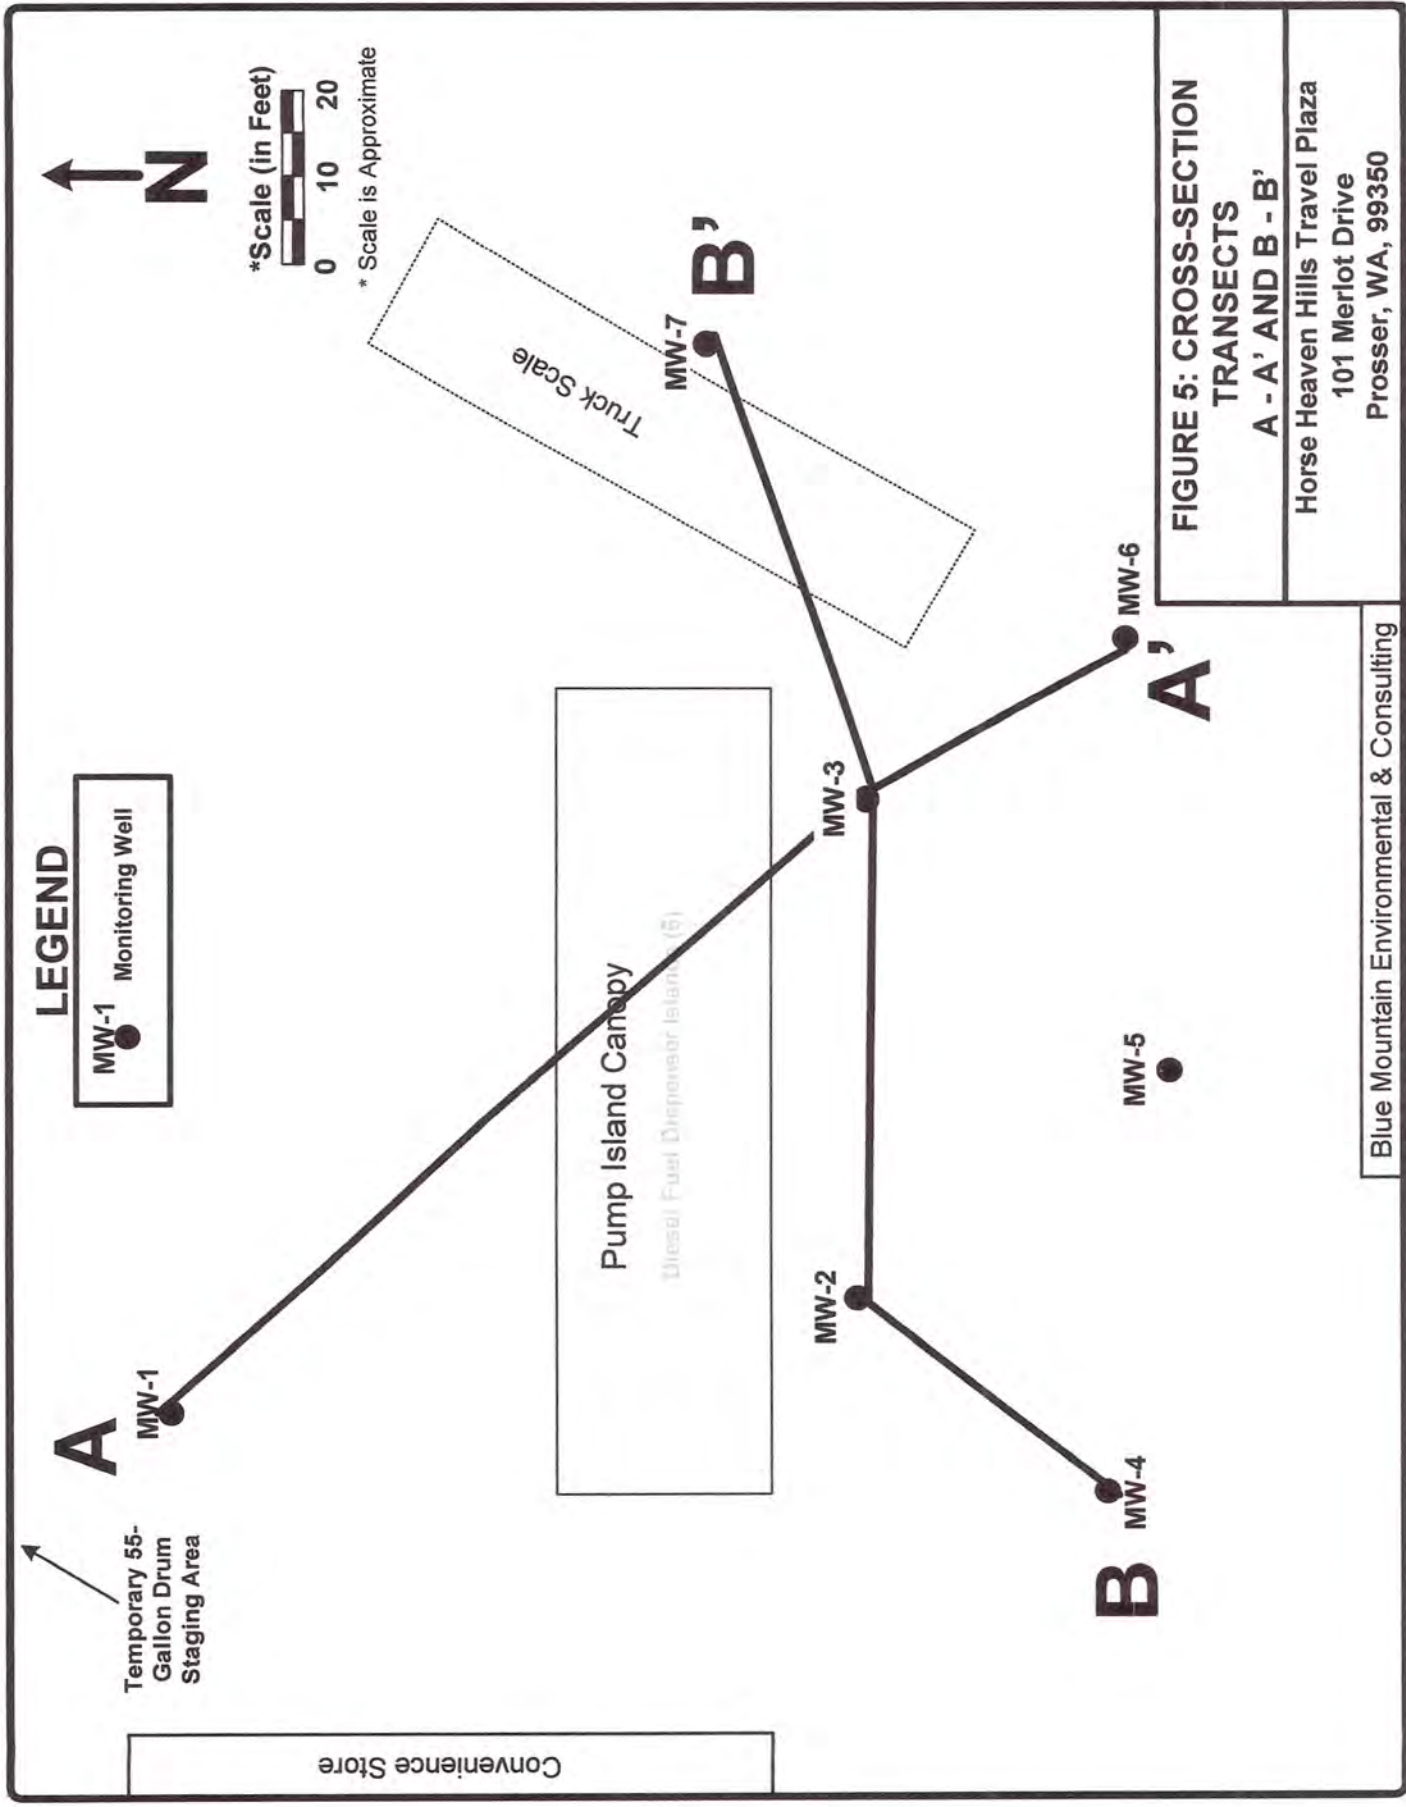 Temporary 55-
Gallon Drum
Staging Area
A
MW-1
LEGEND
MW-1
Monitoring Well
N
*Scale (in Feet)
0 10 20
* Scale is Approximate
Convenience Store
Pump Island Canopy
Diesel Fuel Dispenser Islands (5)
Truck Scale
MW-7
B’
MW-2
MW-3
B
MW-4
MW-5
MW-6
A’
FIGURE 5: CROSS-SECTION
TRANSECTS
A - A’ AND B - B’
Horse Heaven Hills Travel Plaza
101 Merlot Drive
Prosser, WA, 99350
Blue Mountain Environmental & Consulting